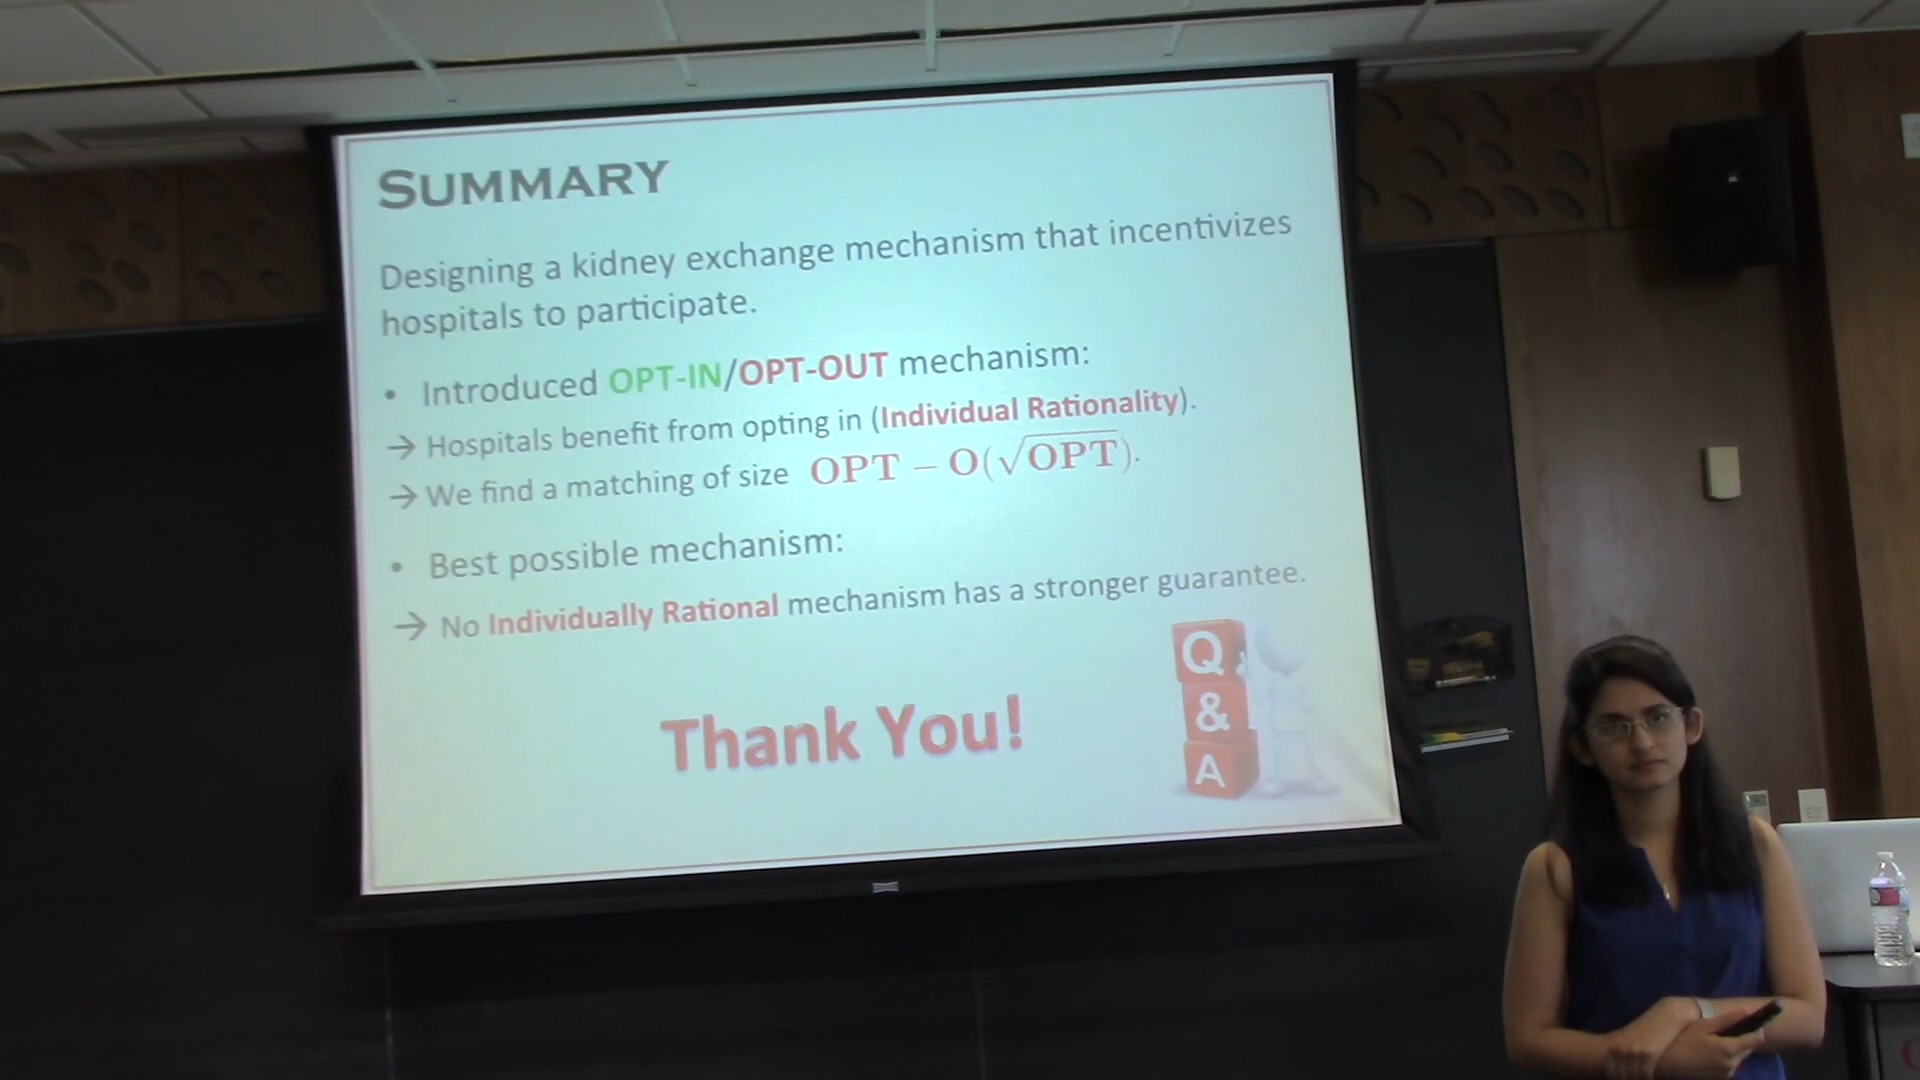 SUMMARY
Designing a kidney exchange mechanism that incentivizes
hospitals to participate.
• Introduced OPT-IN/OPT-OUT mechanism:
→ Hospitals benefit from opting in (Individual Rationality).
→ We find a matching of size OPT − O(√OPT).
• Best possible mechanism:
→ No Individually Rational mechanism has a stronger guarantee.
Thank You!
Q
&
A